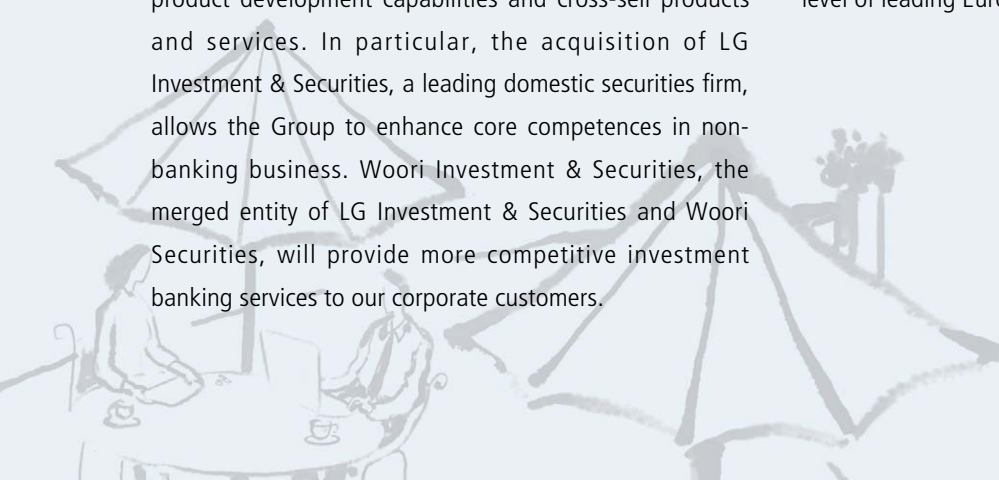 product development capabilities and cross-sell products
and services. In particular, the acquisition of LG
Investment & Securities, a leading domestic securities firm,
allows the Group to enhance core competences in non-
banking business. Woori Investment & Securities, the
merged entity of LG Investment & Securities and Woori
Securities, will provide more competitive investment
banking services to our corporate customers.
level of leading